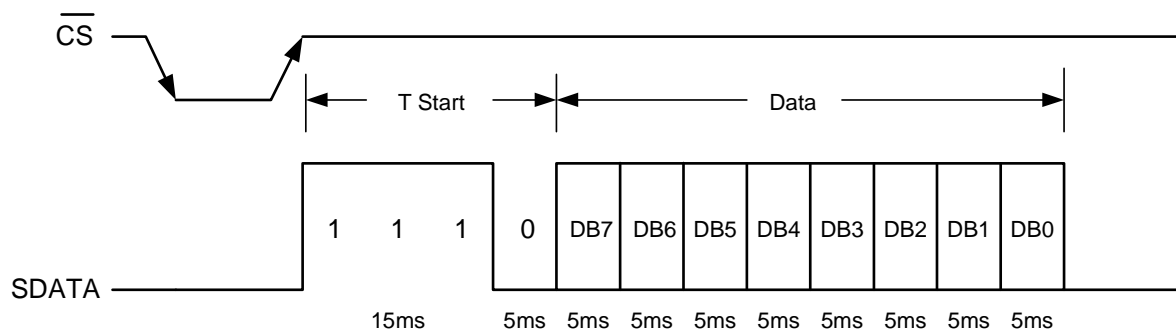 CS
T Start Data
1 1 1 0 DB7 DB6 DB5 DB4 DB3 DB2 DB1 DB0
SDATA
15ms 5ms 5ms 5ms 5ms 5ms 5ms 5ms 5ms 5ms